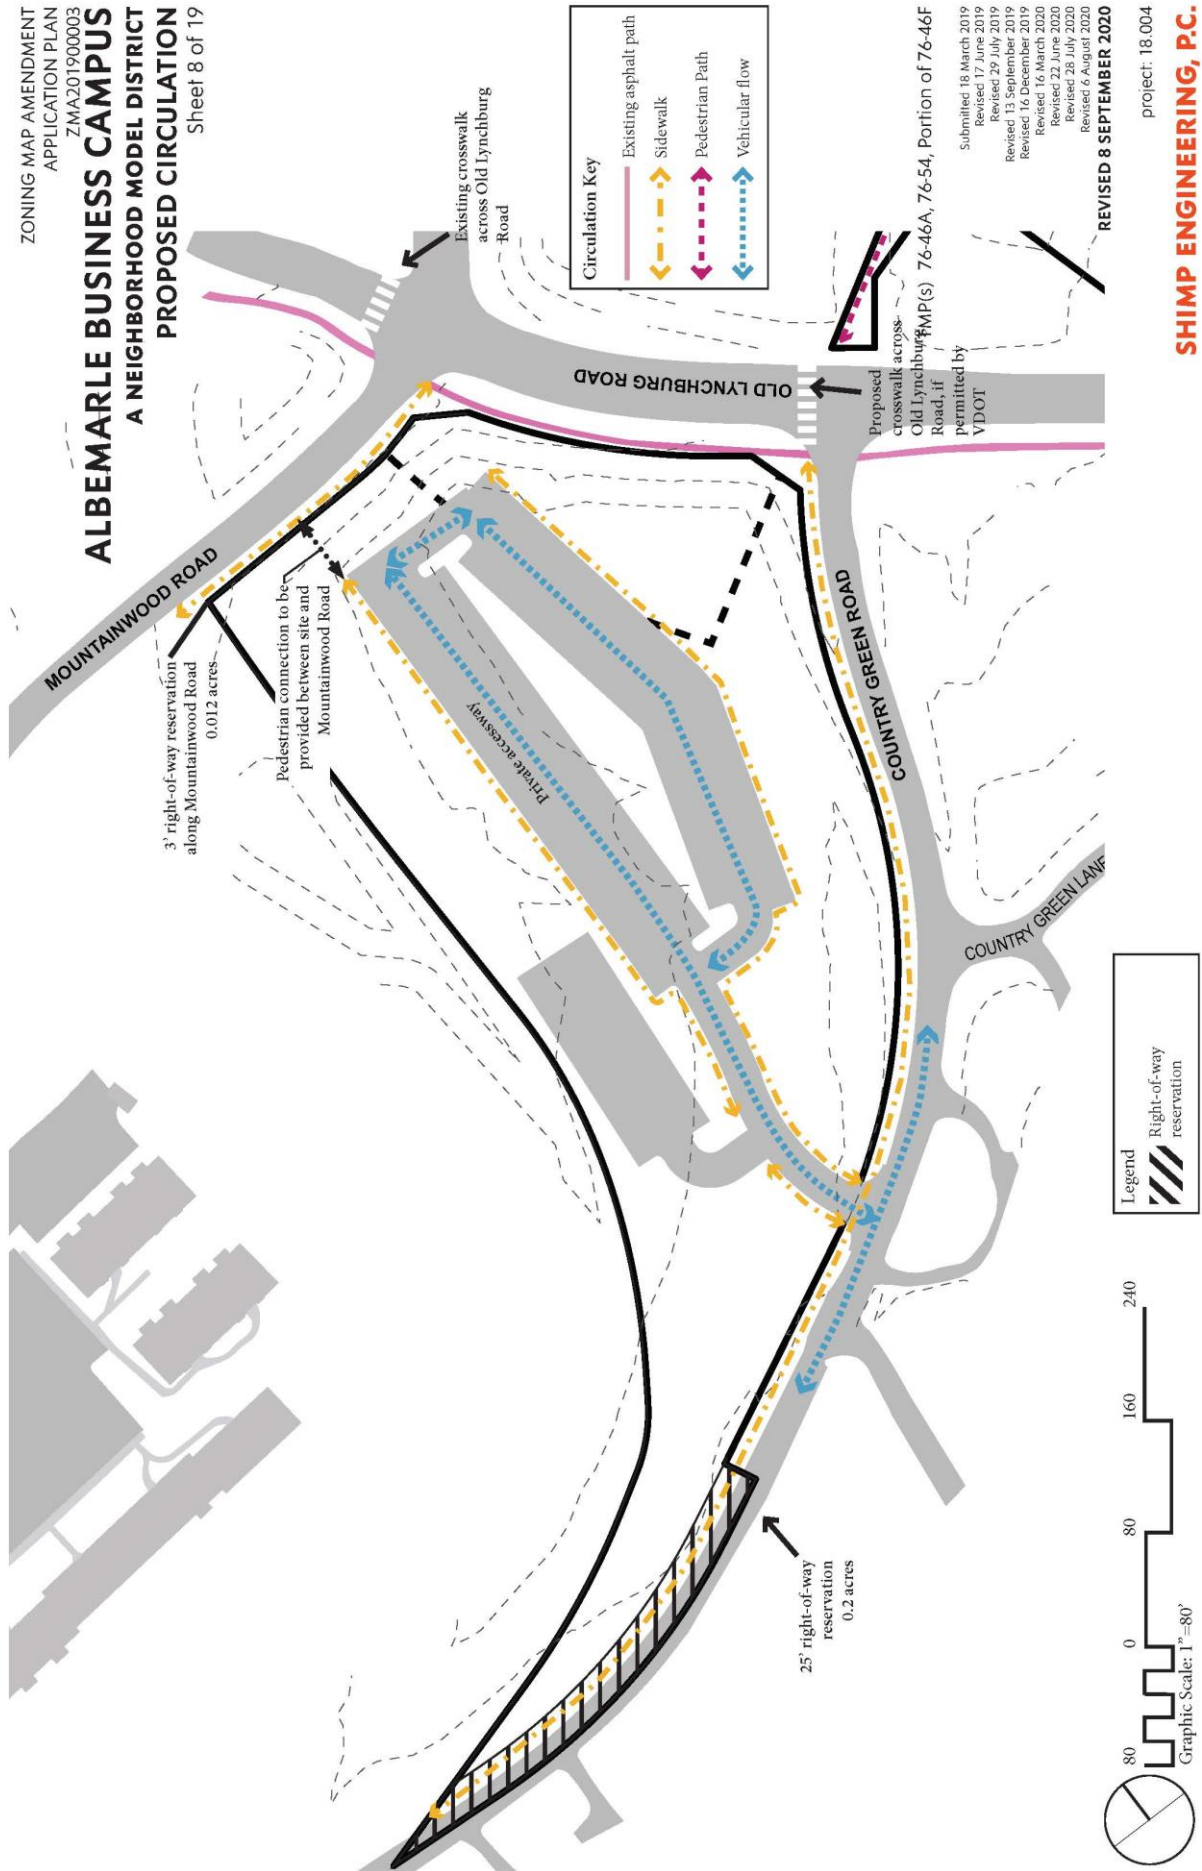 ZONING MAP AMENDMENT
APPLICATION PLAN
ZMA201900003
ALBEMARLE BUSINESS CAMPUS
A NEIGHBORHOOD MODEL DISTRICT
PROPOSED CIRCULATION
Sheet 8 of 19
Existing crosswalk
across Old Lynchburg
Road
MOUNTAINWOOD ROAD
3' right-of-way reservation
along Mountainwood Road
0.012 acres
Pedestrian connection to be
provided between site and
Mountainwood Road
Private accessway
OLD LYNCHBURG ROAD
Circulation Key
Existing asphalt path
Sidewalk
Pedestrian Path
Vehicular flow
Proposed
crosswalk across
Old Lynchburg
Road, if
permitted by
VDOT
TMP(s) 76-46A, 76-54, Portion of 76-46F
COUNTRY GREEN ROAD
COUNTRY GREEN LANE
25' right-of-way
reservation
0.2 acres
Submitted 18 March 2019
Revised 17 June 2019
Revised 29 July 2019
Revised 13 September 2019
Revised 16 December 2019
Revised 16 March 2020
Revised 22 June 2020
Revised 28 July 2020
Revised 6 August 2020
REVISED 8 SEPTEMBER 2020
project: 18.004
SHIMP ENGINEERING, P.C.
Legend
Right-of-way
reservation
80 0 80 160 240
Graphic Scale: 1"=80'